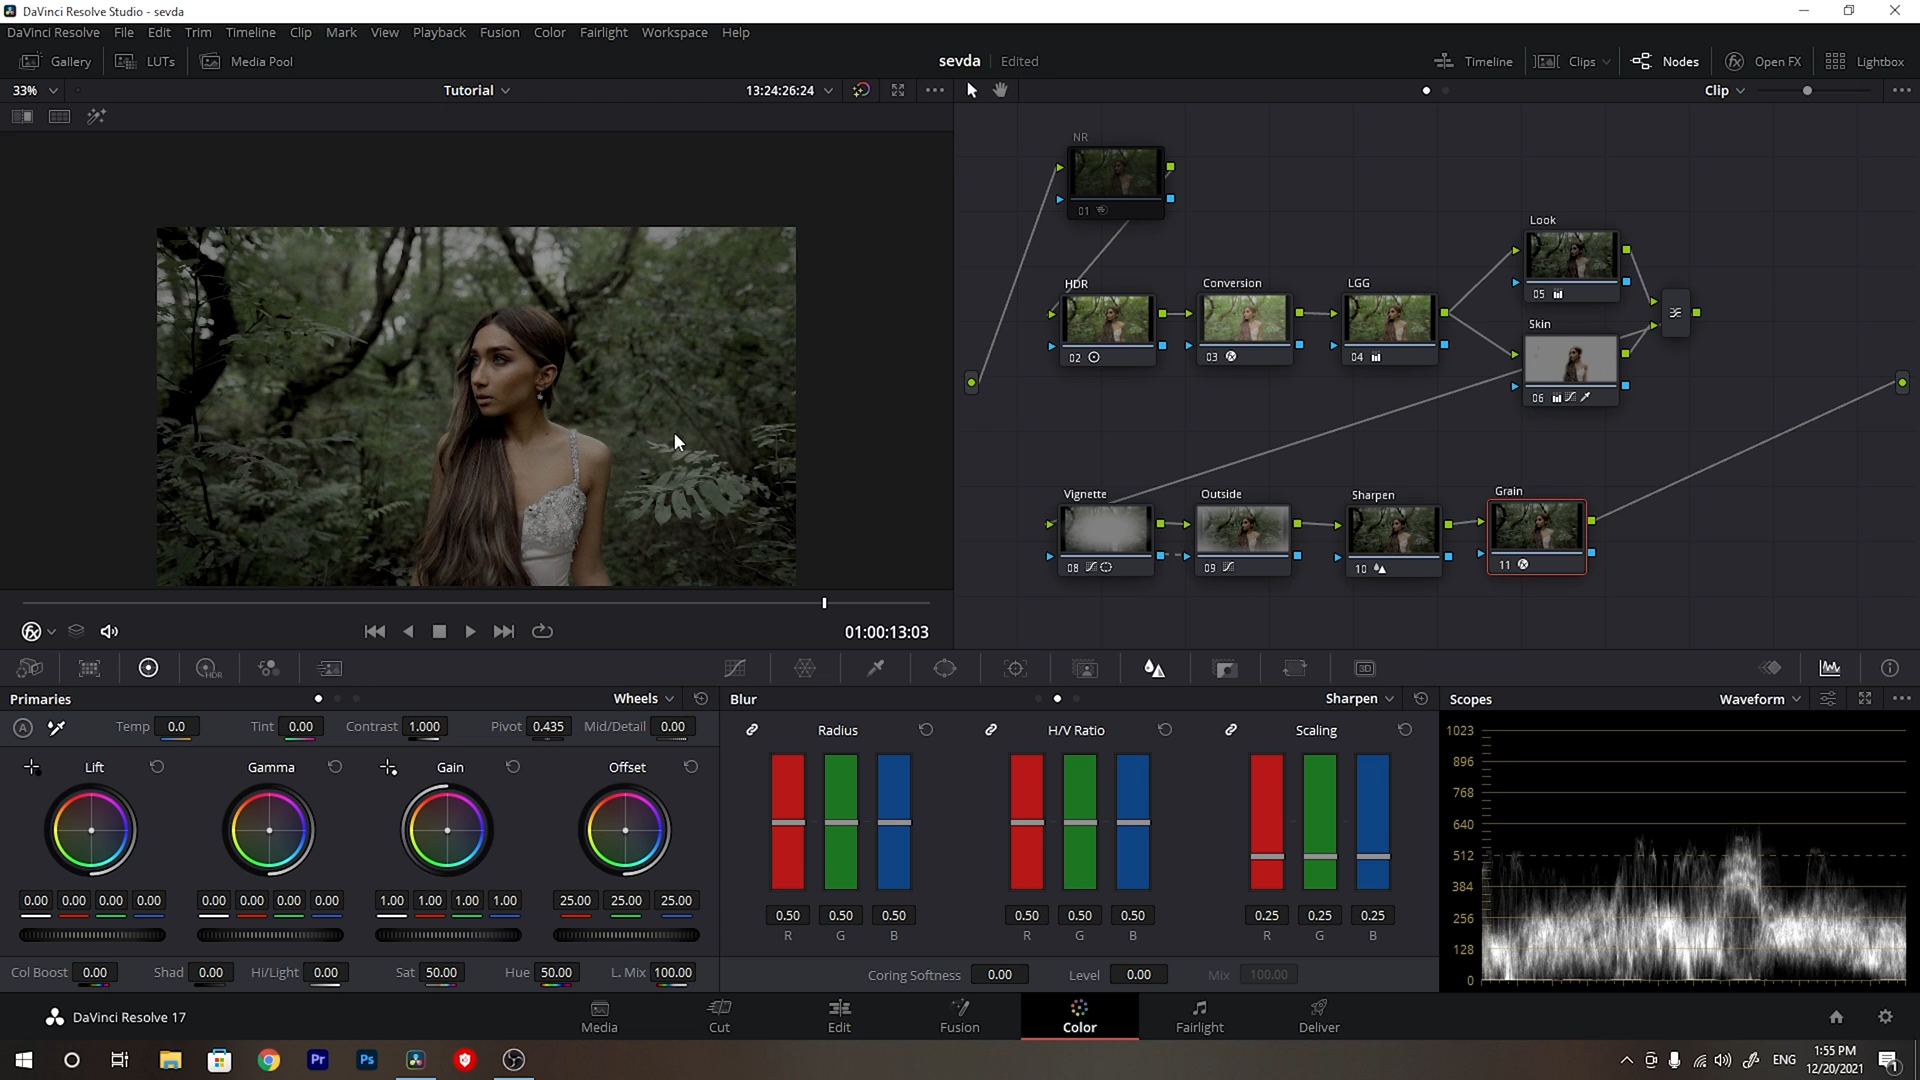 DaVinci Resolve Studio - sevda
DaVinci Resolve File Edit Trim Timeline Clip Mark View Playback Fusion Color Fairlight Workspace Help
Gallery LUTs Media Pool sevda Edited Timeline Clips Nodes Open FX Lightbox
33% Tutorial 13:24:26:24 Clip
NR
01
Look
05
HDR Conversion LGG
02 03 04
Skin
06
Vignette Outside Sharpen Grain
08 09 10 11
01:00:13:03
HDR 3D
Primaries Wheels Blur Sharpen Scopes Waveform
A Temp 0.0 Tint 0.00 Contrast 1.000 Pivot 0.435 Mid/Detail 0.00
Radius H/V Ratio Scaling
Lift Gamma Gain Offset
0.00 0.00 0.00 0.00 0.00 0.00 0.00 0.00 1.00 1.00 1.00 1.00 25.00 25.00 25.00
0.50 0.50 0.50 0.50 0.50 0.50 0.25 0.25 0.25
R G B R G B R G B
Col Boost 0.00 Shad 0.00 Hi/Light 0.00 Sat 50.00 Hue 50.00 L. Mix 100.00
Coring Softness 0.00 Level 0.00 Mix 100.00
1023
896
768
640
512
384
256
128
0
DaVinci Resolve 17
Media Cut Edit Fusion Color Fairlight Deliver
Pr Ps ENG 1:55 PM
12/20/2021
1